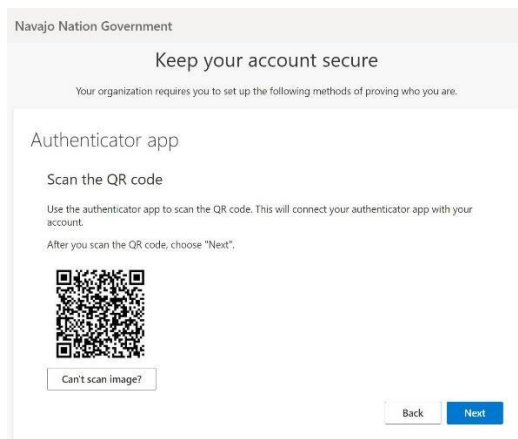 Navajo Nation Government
Keep your account secure
Your organization requires you to set up the following methods of proving who you are.
Authenticator app
Scan the QR code
Use the authenticator app to scan the QR code. This will connect your authenticator app with your
account.
After you scan the QR code, choose "Next".
Can't scan image?
Back
Next